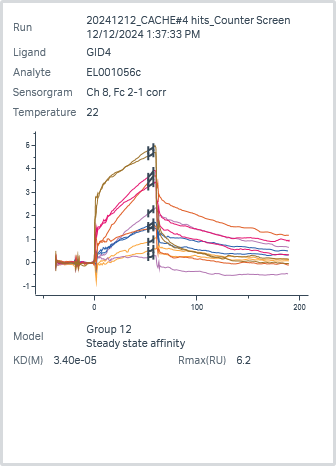 Run 20241212_CACHE#4 hits_Counter Screen
12/12/2024 1:37:33 PM
Ligand GID4
Analyte EL001056c
Sensorgram Ch 8, Fc 2-1 corr
Temperature 22
5
4
3
2
1
0
-1
0 100 200
Model Group 12
Steady state affinity
KD(M) 3.40e-05 Rmax(RU) 6.2